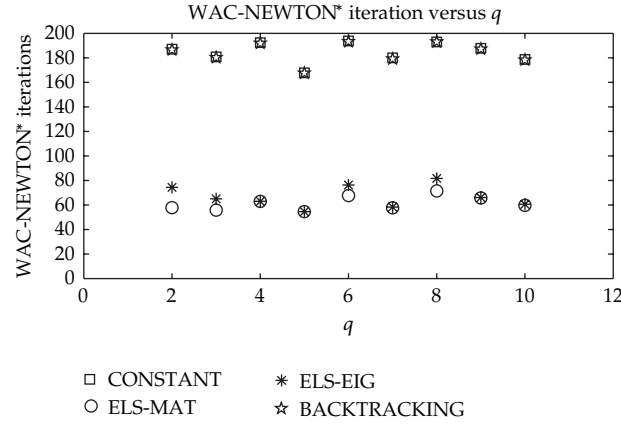 WAC-NEWTON* iteration versus q
WAC-NEWTON* iterations
200
180
160
140
120
100
80
60
40
20
0
0 2 4 6 8 10 12
q
CONSTANT ELS-EIG
ELS-MAT BACKTRACKING